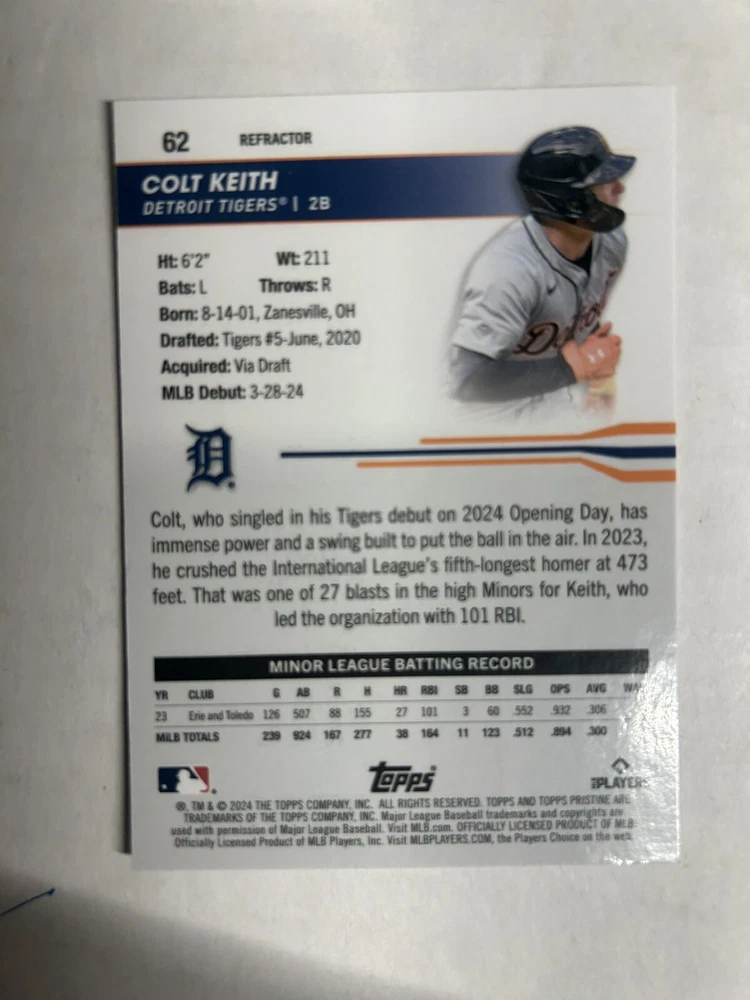 62 REFRACTOR
COLT KEITH
DETROIT TIGERS® | 2B
Ht: 6'2" Wt: 211
Bats: L Throws: R
Born: 8-14-01, Zanesville, OH
Drafted: Tigers #5-June, 2020
Acquired: Via Draft
MLB Debut: 3-28-24
Detroit
D
Colt, who singled in his Tigers debut on 2024 Opening Day, has
immense power and a swing built to put the ball in the air. In 2023,
he crushed the International League's fifth-longest homer at 473
feet. That was one of 27 blasts in the high Minors for Keith, who
led the organization with 101 RBI.
MINOR LEAGUE BATTING RECORD
YR CLUB G AB R H HR RBI SB BB SLG OPS AVG
23 Erie and Toledo 126 507 88 155 27 101 3 60 .552 .932 .306
MiLB TOTALS 239 924 167 277 38 164 11 123 .512 .894 .300
topps PLAYERS
®, TM & © 2024 THE TOPPS COMPANY, INC. ALL RIGHTS RESERVED. TOPPS AND TOPPS PRISTINE ARE
TRADEMARKS OF THE TOPPS COMPANY, INC. Major League Baseball trademarks and copyrights are
used with permission of Major League Baseball. Visit MLB.com. OFFICIALLY LICENSED PRODUCT OF MLB
Officially Licensed Product of MLB Players, Inc. Visit MLBPLAYERS.COM, the Players Choice on the web.